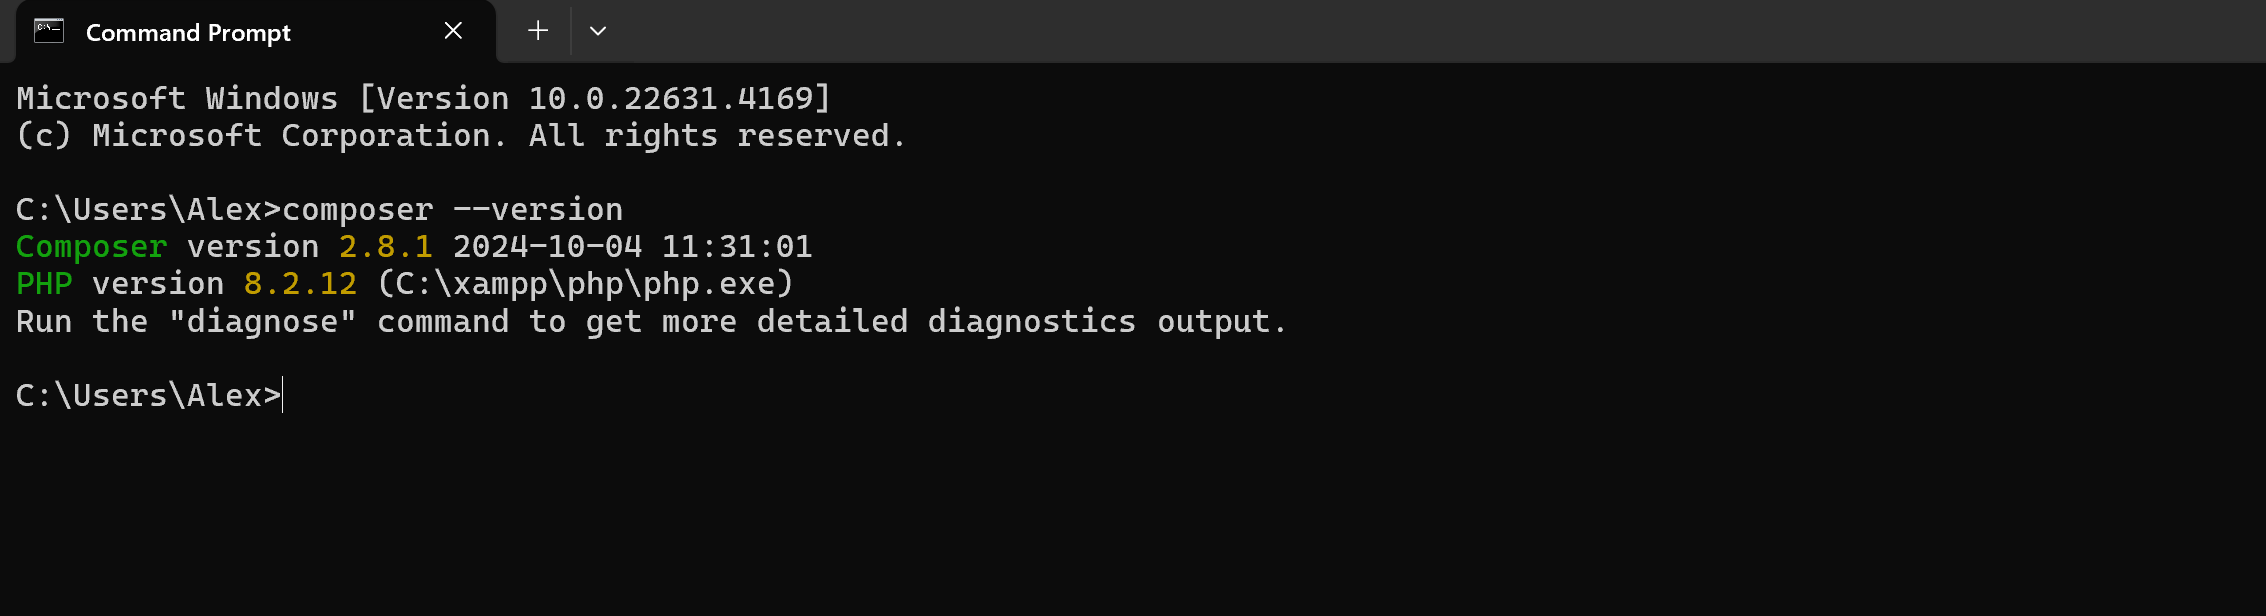 Command Prompt
Microsoft Windows [Version 10.0.22631.4169]
(c) Microsoft Corporation. All rights reserved.
C:\Users\Alex>composer --version
Composer version 2.8.1 2024-10-04 11:31:01
PHP version 8.2.12 (C:\xampp\php\php.exe)
Run the "diagnose" command to get more detailed diagnostics output.
C:\Users\Alex>